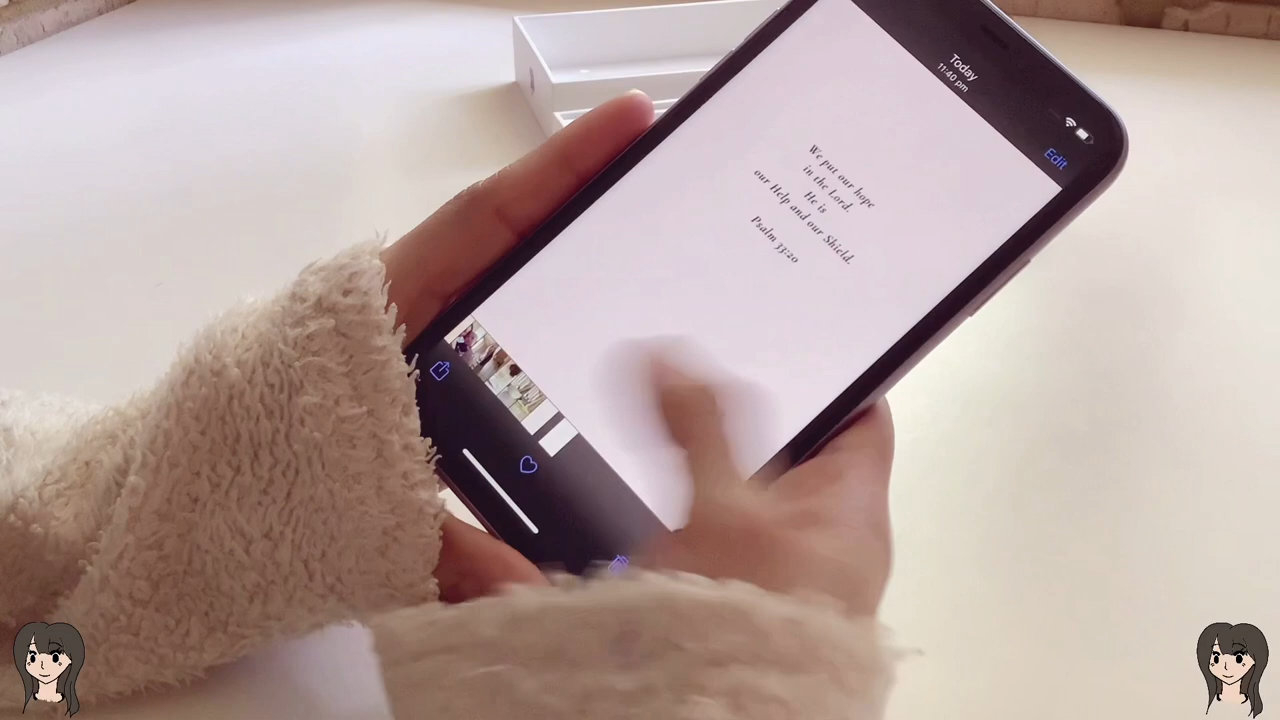 Today
11:40 pm
Edit
We put our hope
in the Lord.
He is
our Help and our Shield.
Psalm 33:20